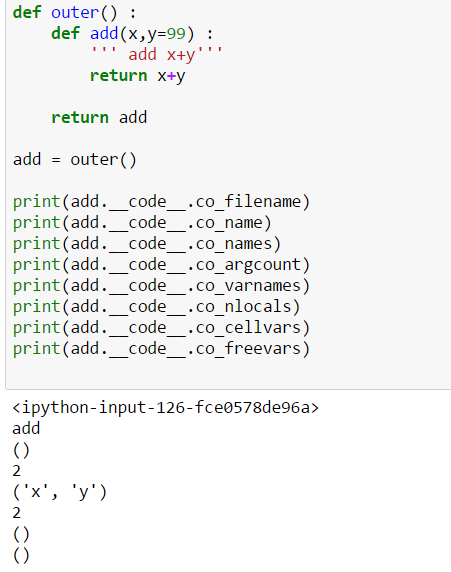 def outer() :
    def add(x,y=99) :
        ''' add x+y'''
        return x+y

    return add

add = outer()

print(add.__code__.co_filename)
print(add.__code__.co_name)
print(add.__code__.co_names)
print(add.__code__.co_argcount)
print(add.__code__.co_varnames)
print(add.__code__.co_nlocals)
print(add.__code__.co_cellvars)
print(add.__code__.co_freevars)

<ipython-input-126-fce0578de96a>
add
()
2
('x', 'y')
2
()
()